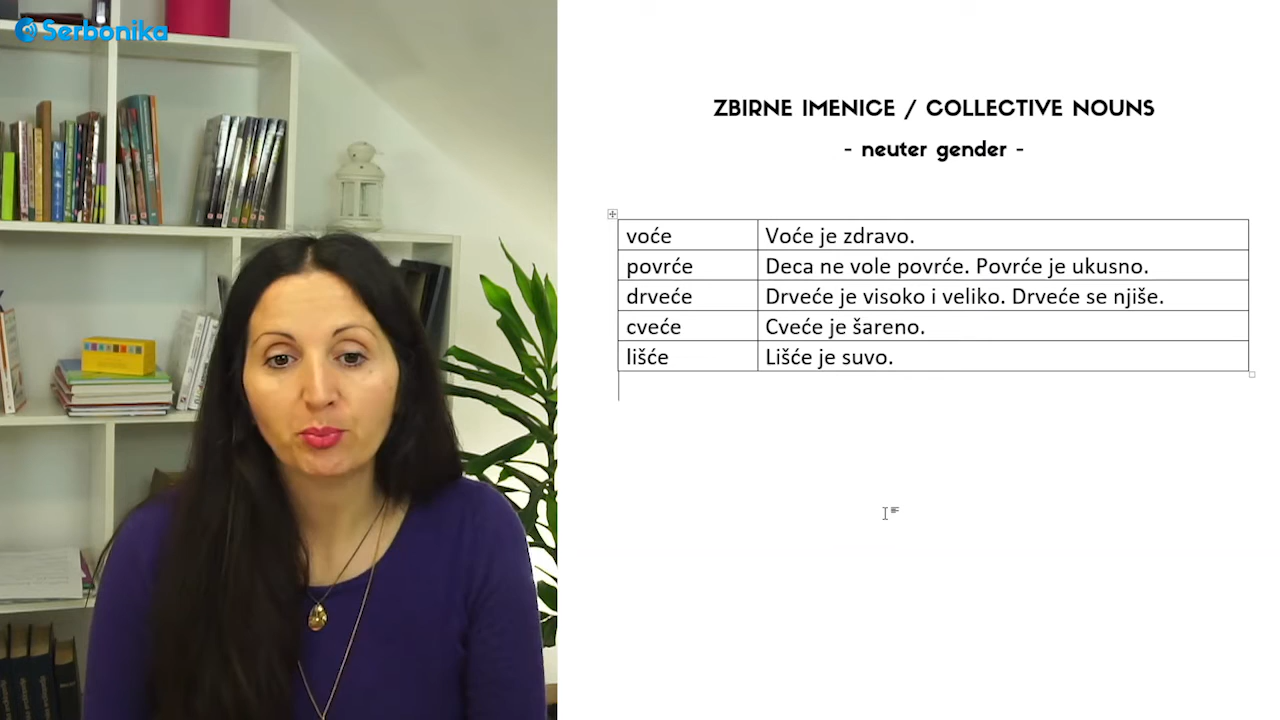 Serbonika
ZBIRNE IMENICE / COLLECTIVE NOUNS
- neuter gender -
voće Voće je zdravo.
povrće Deca ne vole povrće. Povrće je ukusno.
drveće Drveće je visoko i veliko. Drveće se njiše.
cveće Cveće je šareno.
lišće Lišće je suvo.